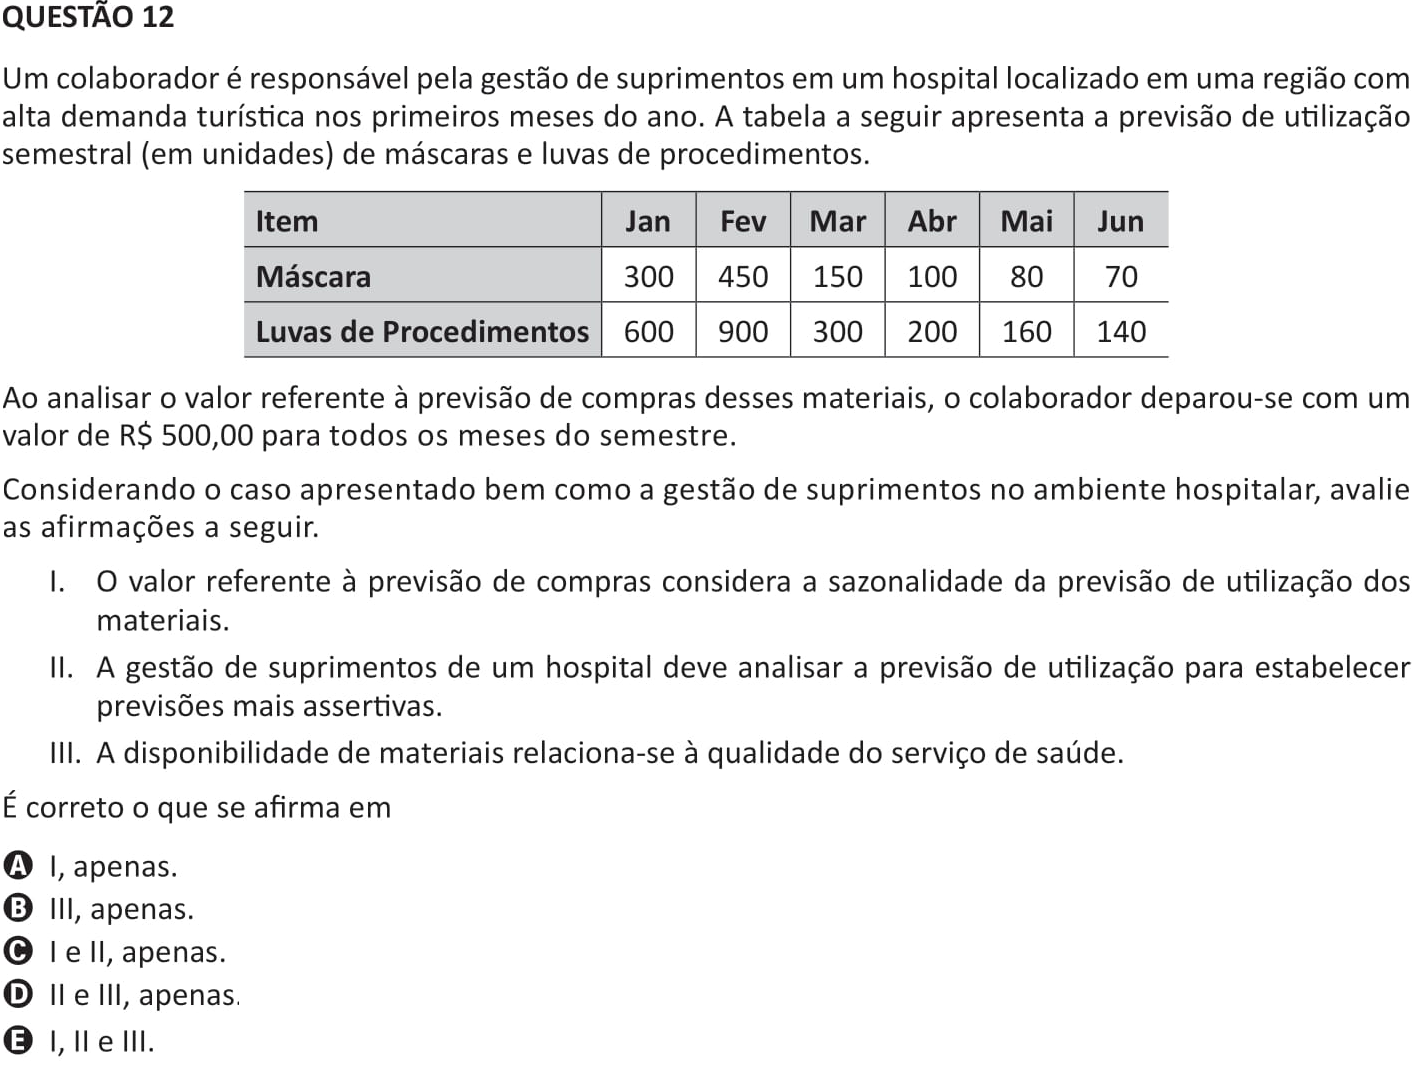 QUESTÃO 12
Um colaborador é responsável pela gestão de suprimentos em um hospital localizado em uma região com
alta demanda turística nos primeiros meses do ano. A tabela a seguir apresenta a previsão de utilização
semestral (em unidades) de máscaras e luvas de procedimentos.
Item Jan Fev Mar Abr Mai Jun
Máscara 300 450 150 100 80 70
Luvas de Procedimentos 600 900 300 200 160 140
Ao analisar o valor referente à previsão de compras desses materiais, o colaborador deparou-se com um
valor de R$ 500,00 para todos os meses do semestre.
Considerando o caso apresentado bem como a gestão de suprimentos no ambiente hospitalar, avalie
as afirmações a seguir.
I. O valor referente à previsão de compras considera a sazonalidade da previsão de utilização dos
materiais.
II. A gestão de suprimentos de um hospital deve analisar a previsão de utilização para estabelecer
previsões mais assertivas.
III. A disponibilidade de materiais relaciona-se à qualidade do serviço de saúde.
É correto o que se afirma em
A I, apenas.
B III, apenas.
C I e II, apenas.
D II e III, apenas.
E I, II e III.